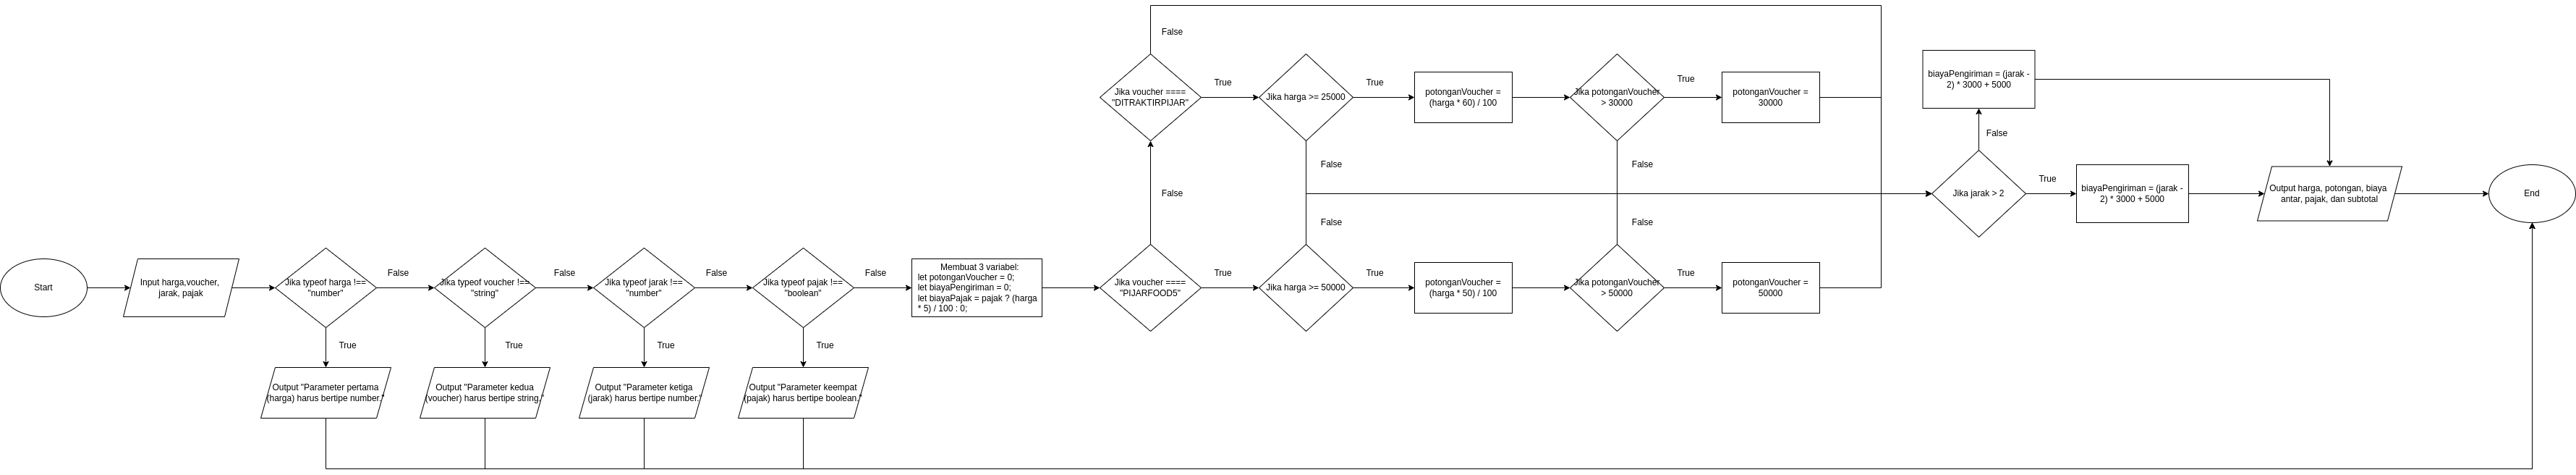 Start
Input harga,voucher,
jarak, pajak
Jika typeof harga !==
"number"
False
True
Output "Parameter pertama
(harga) harus bertipe number."
Jika typeof voucher !==
"string"
False
True
Output "Parameter kedua
(voucher) harus bertipe string."
Jika typeof jarak !==
"number"
False
True
Output "Parameter ketiga
(jarak) harus bertipe number."
Jika typeof pajak !==
"boolean"
False
True
Output "Parameter keempat
(pajak) harus bertipe boolean."
Membuat 3 variabel:
let potonganVoucher = 0;
let biayaPengiriman = 0;
let biayaPajak = pajak ? (harga
* 5) / 100 : 0;
Jika voucher ====
"PIJARFOOD5"
True
False
Jika harga >= 50000
True
False
potonganVoucher =
(harga * 50) / 100
Jika potonganVoucher
> 50000
True
False
potonganVoucher =
50000
Jika voucher ====
"DITRAKTIRPIJAR"
False
True
Jika harga >= 25000
True
False
potonganVoucher =
(harga * 60) / 100
Jika potonganVoucher
> 30000
True
False
potonganVoucher =
30000
Jika jarak > 2
False
True
biayaPengiriman = (jarak -
2) * 3000 + 5000
biayaPengiriman = (jarak -
2) * 3000 + 5000
Output harga, potongan, biaya
antar, pajak, dan subtotal
End